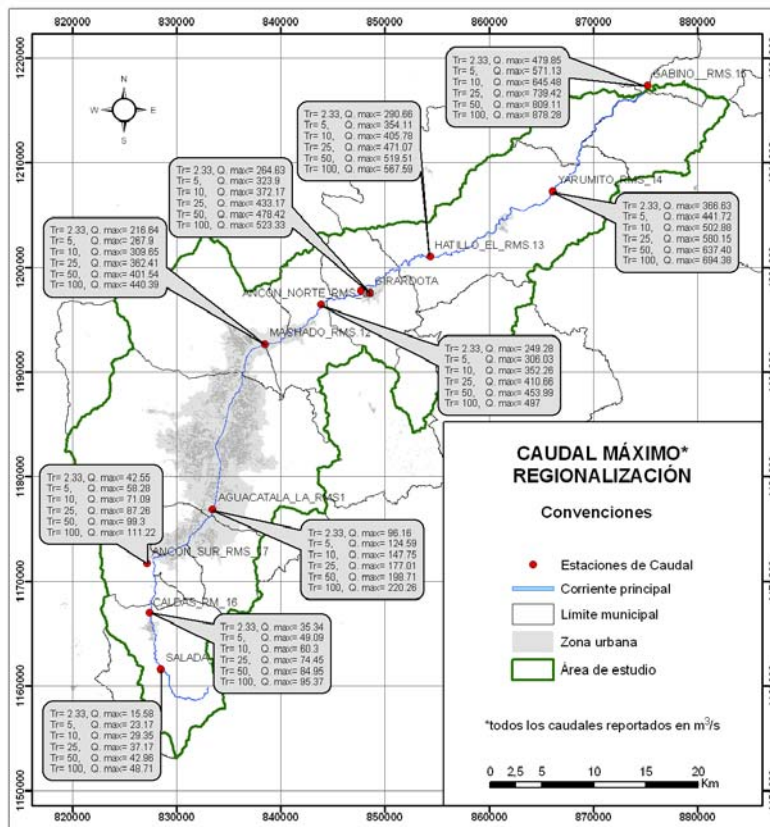 820000 830000 840000 850000 860000 870000 880000
1220000
1210000
1200000
1190000
1180000
1170000
1160000
1150000
N
W E
S
Tr= 2.33, Q. max= 479.85
Tr= 5, Q. max= 571.13
Tr= 10, Q. max= 645.48
Tr= 25, Q. max= 739.42
Tr= 50, Q. max= 809.11
Tr= 100, Q. max= 878.28
GABINO__RMS.15
Tr= 2.33, Q. max= 290.66
Tr= 5, Q. max= 354.11
Tr= 10, Q. max= 405.78
Tr= 25, Q. max= 471.07
Tr= 50, Q. max= 519.51
Tr= 100, Q. max= 567.59
Tr= 2.33, Q. max= 264.63
Tr= 5, Q. max= 323.9
Tr= 10, Q. max= 372.17
Tr= 25, Q. max= 433.17
Tr= 50, Q. max= 478.42
Tr= 100, Q. max= 523.33
YARUMITO_RMS_14
Tr= 2.33, Q. max= 366.63
Tr= 5, Q. max= 441.72
Tr= 10, Q. max= 502.88
Tr= 25, Q. max= 580.15
Tr= 50, Q. max= 637.40
Tr= 100, Q. max= 694.38
Tr= 2.33, Q. max= 216.64
Tr= 5, Q. max= 267.9
Tr= 10, Q. max= 309.65
Tr= 25, Q. max= 362.41
Tr= 50, Q. max= 401.54
Tr= 100, Q. max= 440.39
HATILLO_EL_RMS.13
GIRARDOTA
ANCON_NORTE_RMS
MACHADO_RMS.12
Tr= 2.33, Q. max= 249.28
Tr= 5, Q. max= 306.03
Tr= 10, Q. max= 352.26
Tr= 25, Q. max= 410.66
Tr= 50, Q. max= 453.99
Tr= 100, Q. max= 497
Tr= 2.33, Q. max= 42.55
Tr= 5, Q. max= 58.28
Tr= 10, Q. max= 71.09
Tr= 25, Q. max= 87.26
Tr= 50, Q. max= 99.3
Tr= 100, Q. max= 111.22
AGUACATALA_LA_RMS1
Tr= 2.33, Q. max= 96.16
Tr= 5, Q. max= 124.59
Tr= 10, Q. max= 147.75
Tr= 25, Q. max= 177.01
Tr= 50, Q. max= 198.71
Tr= 100, Q. max= 220.26
ANCON_SUR_RMS_17
CALDAS_RM_16
Tr= 2.33, Q. max= 35.34
Tr= 5, Q. max= 49.09
Tr= 10, Q. max= 60.3
Tr= 25, Q. max= 74.45
Tr= 50, Q. max= 84.95
Tr= 100, Q. max= 95.37
SALADA
Tr= 2.33, Q. max= 15.58
Tr= 5, Q. max= 23.17
Tr= 10, Q. max= 29.35
Tr= 25, Q. max= 37.17
Tr= 50, Q. max= 42.96
Tr= 100, Q. max= 48.71
CAUDAL MÁXIMO*
REGIONALIZACIÓN
Convenciones
Estaciones de Caudal
Corriente principal
Límite municipal
Zona urbana
Área de estudio
*todos los caudales reportados en m³/s
0 2,5 5 10 15 20
Km
820000 830000 840000 850000 860000 870000 880000